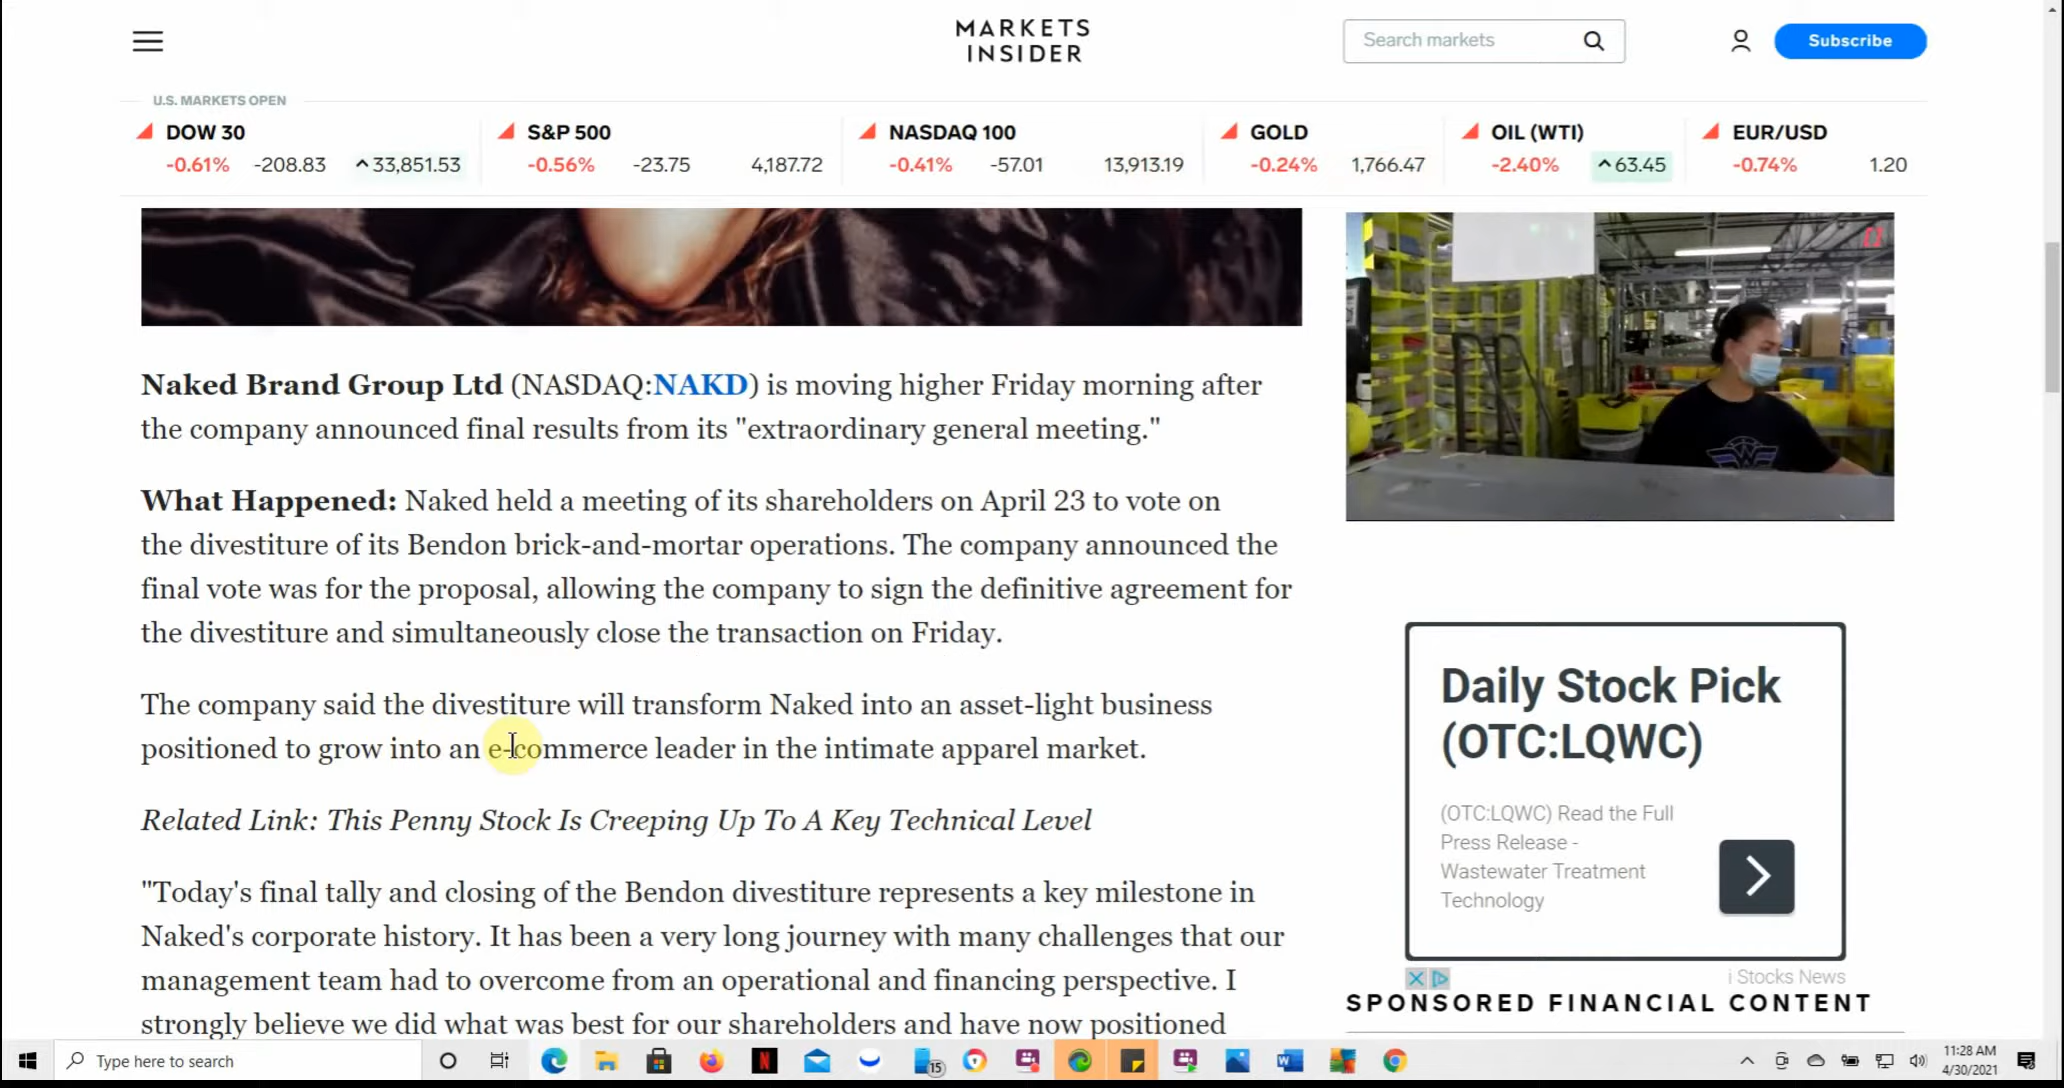 MARKETS
INSIDER
Search markets
Subscribe
U.S. MARKETS OPEN
DOW 30
-0.61% -208.83 33,851.53
S&P 500
-0.56% -23.75 4,187.72
NASDAQ 100
-0.41% -57.01 13,913.19
GOLD
-0.24% 1,766.47
OIL (WTI)
-2.40% 63.45
EUR/USD
-0.74% 1.20
Naked Brand Group Ltd (NASDAQ:NAKD) is moving higher Friday morning after
the company announced final results from its "extraordinary general meeting."
What Happened: Naked held a meeting of its shareholders on April 23 to vote on
the divestiture of its Bendon brick-and-mortar operations. The company announced the
final vote was for the proposal, allowing the company to sign the definitive agreement for
the divestiture and simultaneously close the transaction on Friday.
The company said the divestiture will transform Naked into an asset-light business
positioned to grow into an e-commerce leader in the intimate apparel market.
Related Link: This Penny Stock Is Creeping Up To A Key Technical Level
"Today's final tally and closing of the Bendon divestiture represents a key milestone in
Naked's corporate history. It has been a very long journey with many challenges that our
management team had to overcome from an operational and financing perspective. I
strongly believe we did what was best for our shareholders and have now positioned
Daily Stock Pick
(OTC:LQWC)
(OTC:LQWC) Read the Full
Press Release -
Wastewater Treatment
Technology
i Stocks News
SPONSORED FINANCIAL CONTENT
Type here to search
15
11:28 AM
4/30/2021